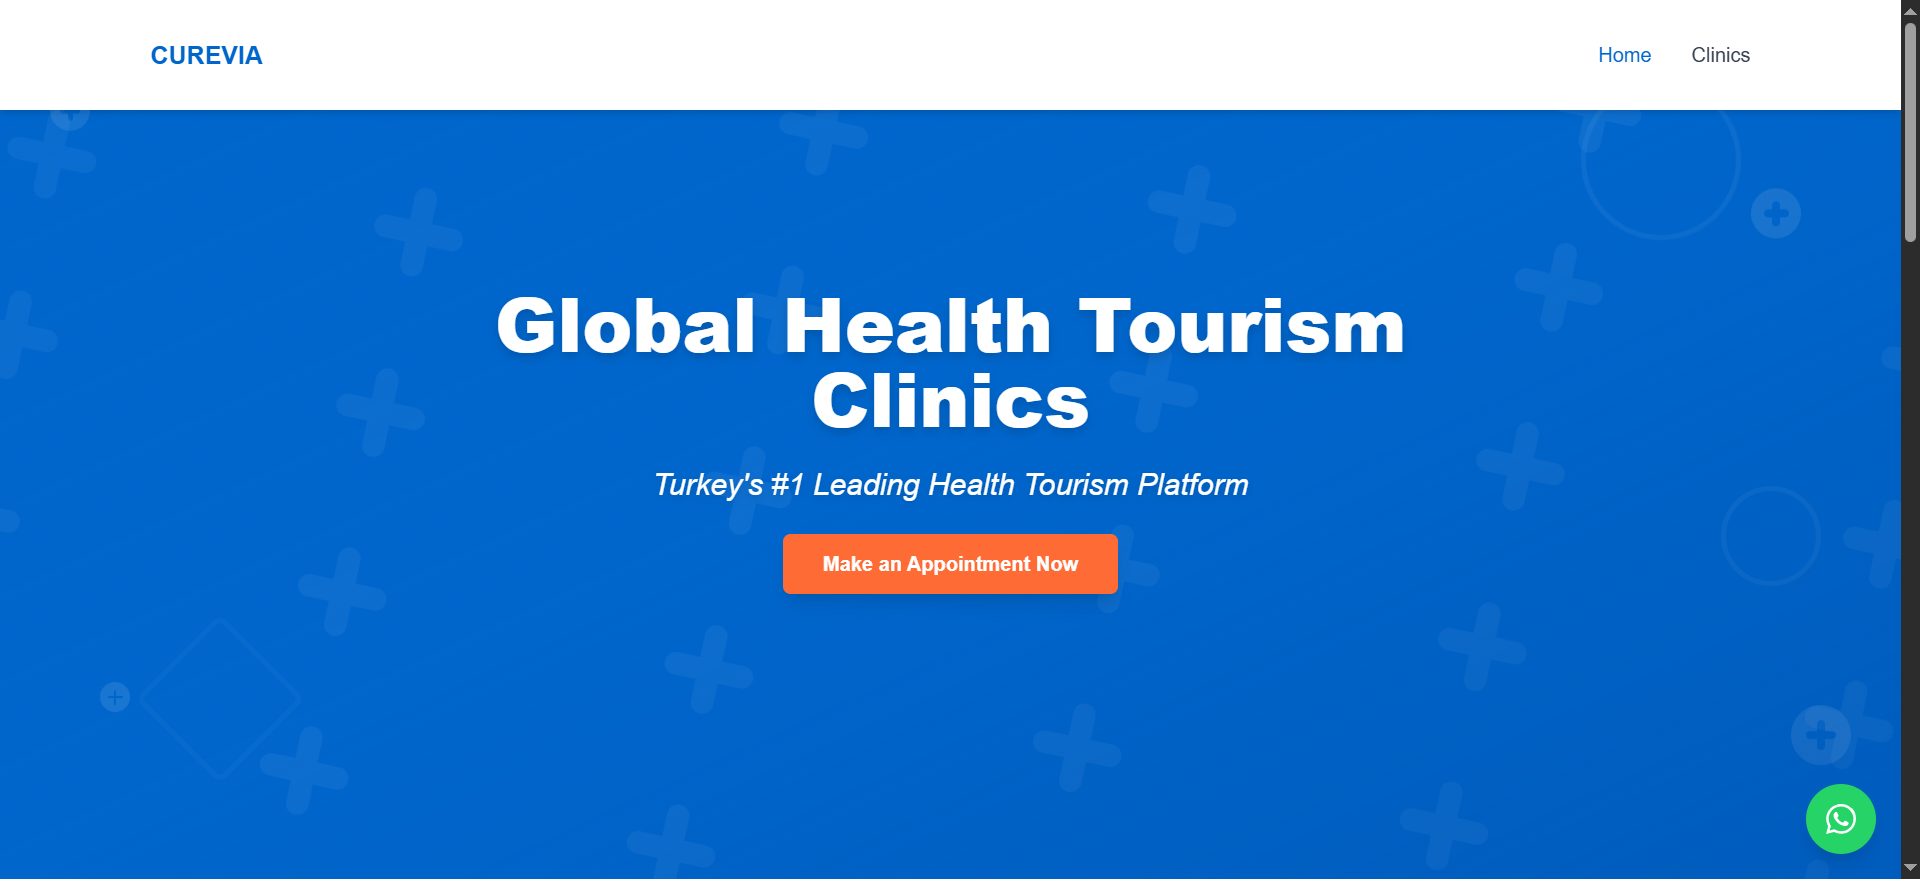 CUREVIA
Home
Clinics
Global Health Tourism
Clinics
Turkey's #1 Leading Health Tourism Platform
Make an Appointment Now